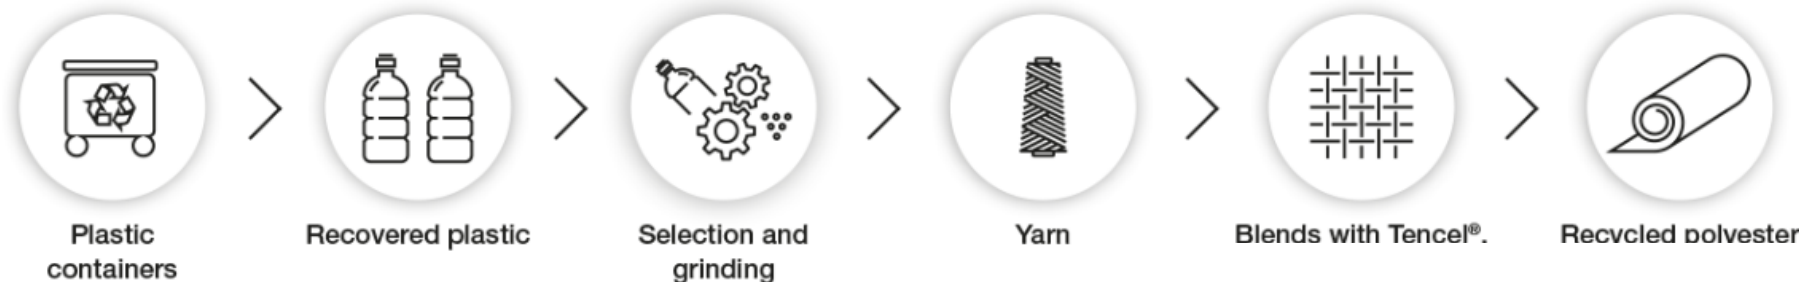 Plastic
containers
Recovered plastic
Selection and
grinding
Yarn
Blends with Tencel®.
Recycled polyester